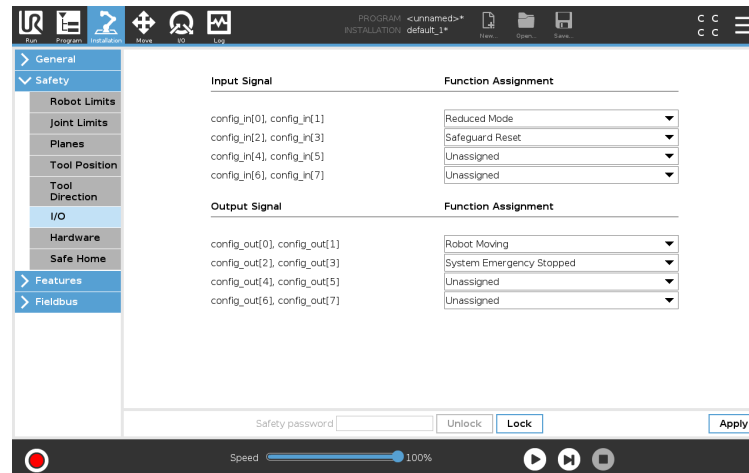 UR
PROGRAM <unnamed>*
INSTALLATION default_1*
Run Program Installation Move I/O Log New... Open... Save...
C C
C C
General
Safety
Robot Limits
Joint Limits
Planes
Tool Position
Tool
Direction
I/O
Hardware
Safe Home
Features
Fieldbus
Input Signal Function Assignment
config_in[0], config_in[1] Reduced Mode
config_in[2], config_in[3] Safeguard Reset
config_in[4], config_in[5] Unassigned
config_in[6], config_in[7] Unassigned
Output Signal Function Assignment
config_out[0], config_out[1] Robot Moving
config_out[2], config_out[3] System Emergency Stopped
config_out[4], config_out[5] Unassigned
config_out[6], config_out[7] Unassigned
Safety password Unlock Lock Apply
Speed 100%